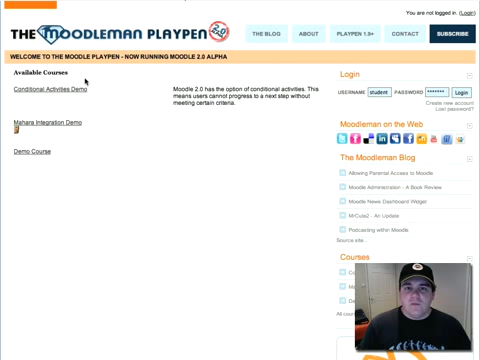 You are not logged in. (Login)
THE MOODLEMAN PLAYPEN 2.0
THE BLOG
ABOUT
PLAYPEN 1.9+
CONTACT
SUBSCRIBE
WELCOME TO THE MOODLE PLAYPEN - NOW RUNNING MOODLE 2.0 ALPHA
Available Courses
Conditional Activities Demo
Moodle 2.0 has the option of conditional activities. This
means users cannot progress to a next step without
meeting certain criteria.
Mahara Integration Demo
Demo Course
Login
USERNAME student PASSWORD ••••••• Login
Create new account
Lost password?
Moodleman on the Web
The Moodleman Blog
Allowing Parental Access to Moodle
Moodle Administration - A Book Review
Moodle News Dashboard Widget
MrCute2 - An Update
Podcasting within Moodle
Source site...
Courses